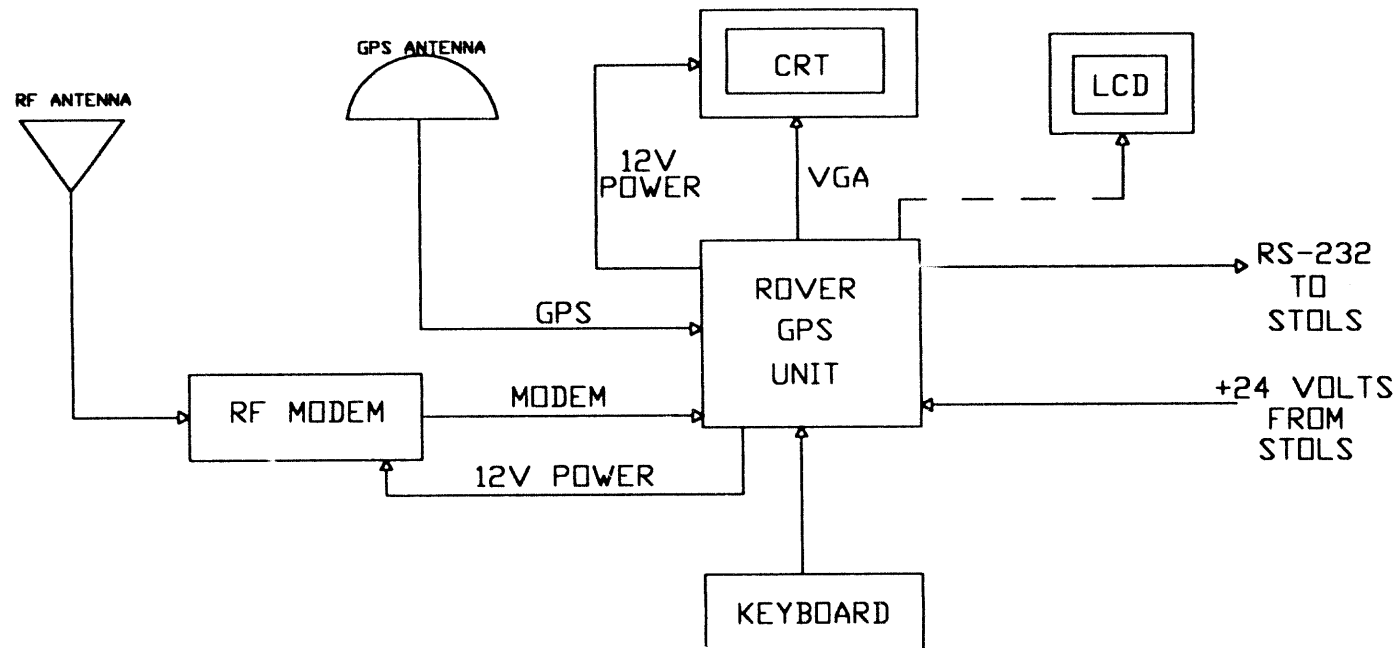 GPS ANTENNA
RF ANTENNA
CRT
LCD
12V
POWER
VGA
RS-232
TO
STOLS
ROVER
GPS
UNIT
GPS
MODEM
RF MODEM
12V POWER
+24 VOLTS
FROM
STOLS
KEYBOARD